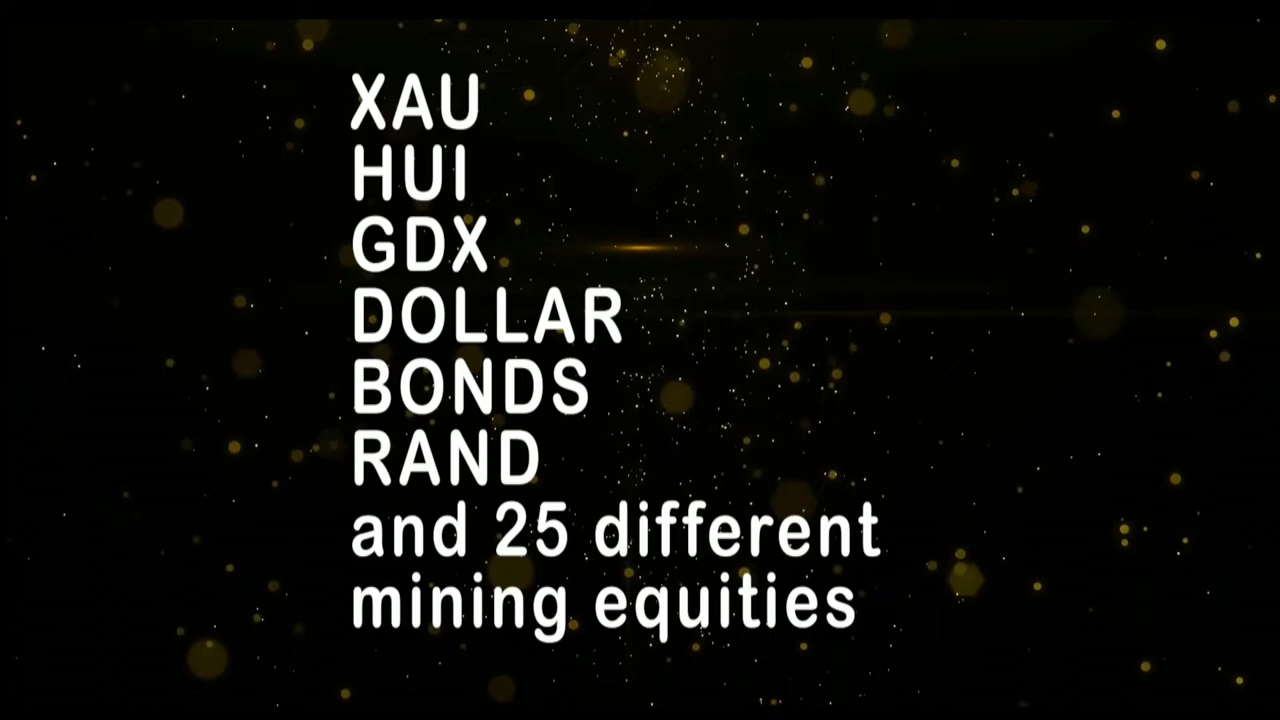 XAU
HUI
GDX
DOLLAR
BONDS
RAND
and 25 different
mining equities